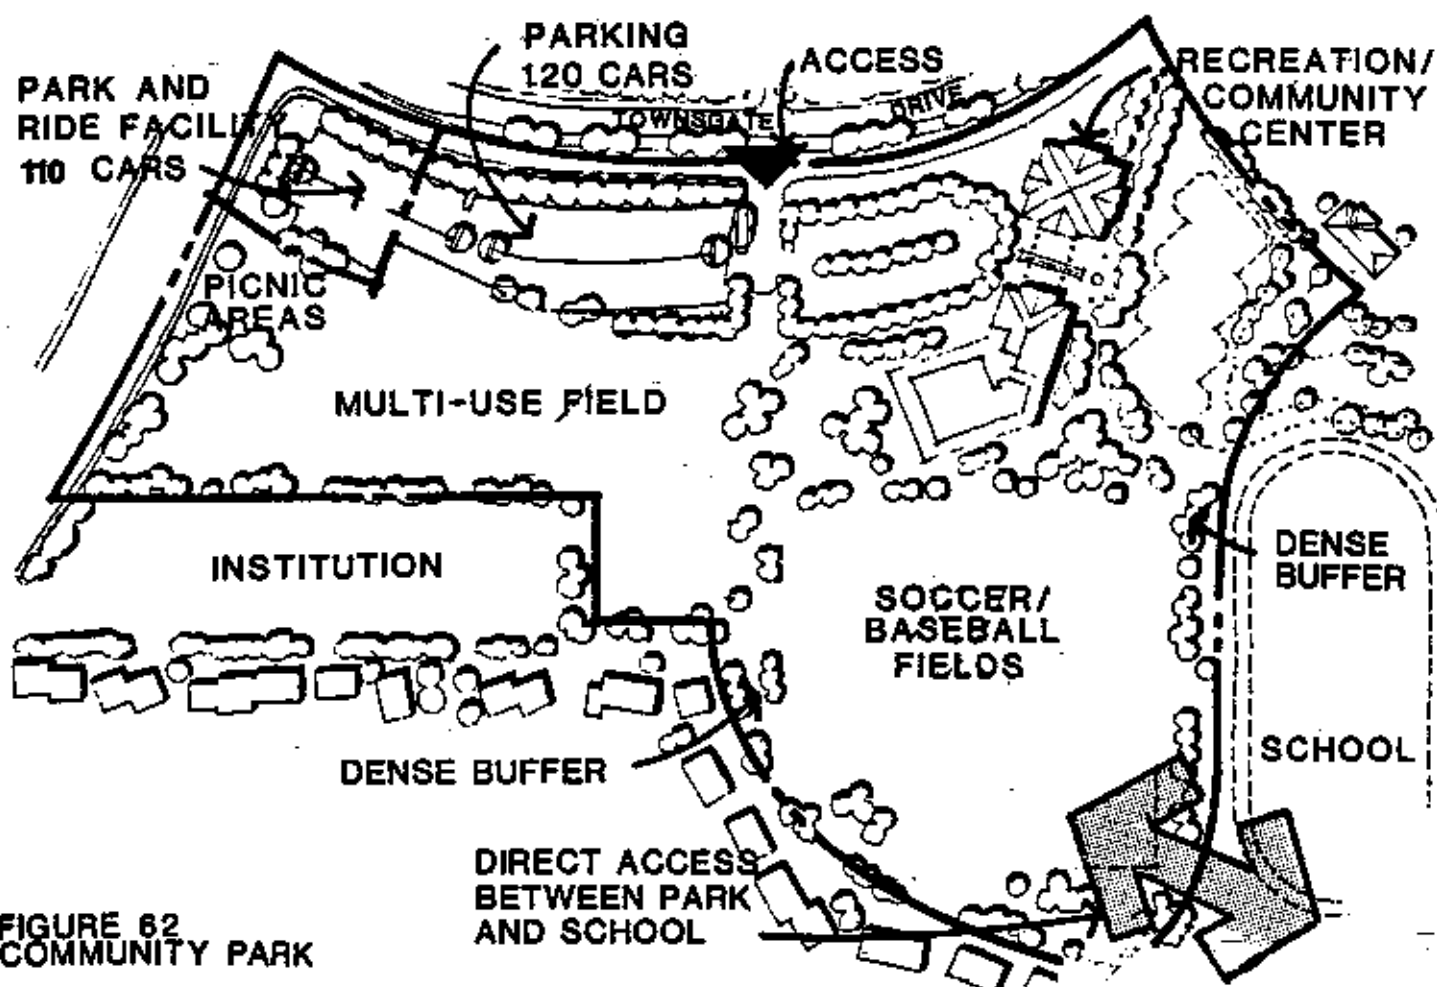 PARKING
120 CARS
ACCESS
RECREATION/
COMMUNITY
CENTER
PARK AND
RIDE FACILIT
110 CARS
TOWNSGATE DRIVE
PICNIC
AREAS
MULTI-USE FIELD
INSTITUTION
DENSE
BUFFER
SOCCER/
BASEBALL
FIELDS
SCHOOL
DENSE BUFFER
DIRECT ACCESS
BETWEEN PARK
AND SCHOOL
FIGURE 62
COMMUNITY PARK